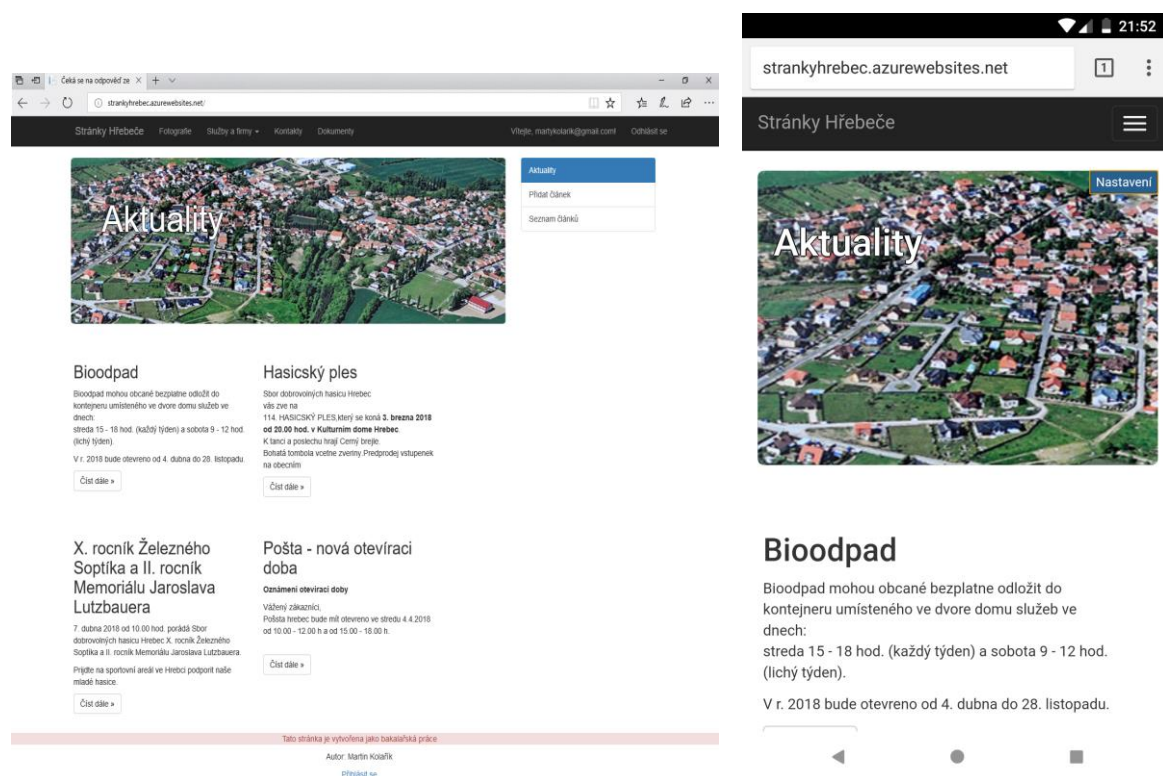 Čeká se na odpověď ze
strankyhrebec.azurewebsites.net/
Stránky Hřebeče Fotografie Služby a firmy Kontakty Dokumenty Vítejte, martykolarik@gmail.com! Odhlásit se
Aktuality
Aktuality
Přidat článek
Seznam článků
Bioodpad
Bioodpad mohou obcané bezplatne odložit do
kontejneru umísteného ve dvore domu služeb ve
dnech:
streda 15 - 18 hod. (každý týden) a sobota 9 - 12 hod.
(lichý týden).
V r. 2018 bude otevreno od 4. dubna do 28. listopadu.
Číst dále »
Hasicský ples
Sbor dobrovolných hasicu Hrebec
vás zve na
114. HASICSKÝ PLES,který se koná 3. brezna 2018
od 20.00 hod. v Kulturním dome Hrebec.
K tanci a poslechu hrají Cerný brejle.
Bohatá tombola vcetne zveriny.Predprodej vstupenek
na obecním
Číst dále »
X. rocník Železného
Soptíka a II. rocník
Memoriálu Jaroslava
Lutzbauera
7. dubna 2018 od 10.00 hod. porádá Sbor
dobrovolných hasicu Hrebec X. rocník Železného
Soptíka a II. rocník Memoriálu Jaroslava Lutzbauera.
Prijdte na sportovní areál ve Hrebci podporit naše
mladé hasice.
Číst dále »
Pošta - nová otevíraci
doba
Oznámeni otevíraci doby
Vážený zákazníci,
Pošsta hrebec bude mít otevreno ve stredu 4.4.2018
od 10.00 - 12.00 h a od 15.00 - 18.00 h.
Číst dále »
Tato stránka je vytvořena jako bakalářská práce
Autor: Martin Kolařík
Přihlásit se
21:52
strankyhrebec.azurewebsites.net 1
Stránky Hřebeče
Nastavení
Aktuality
Bioodpad
Bioodpad mohou obcané bezplatne odložit do
kontejneru umísteného ve dvore domu služeb ve
dnech:
streda 15 - 18 hod. (každý týden) a sobota 9 - 12 hod.
(lichý týden).
V r. 2018 bude otevreno od 4. dubna do 28. listopadu.